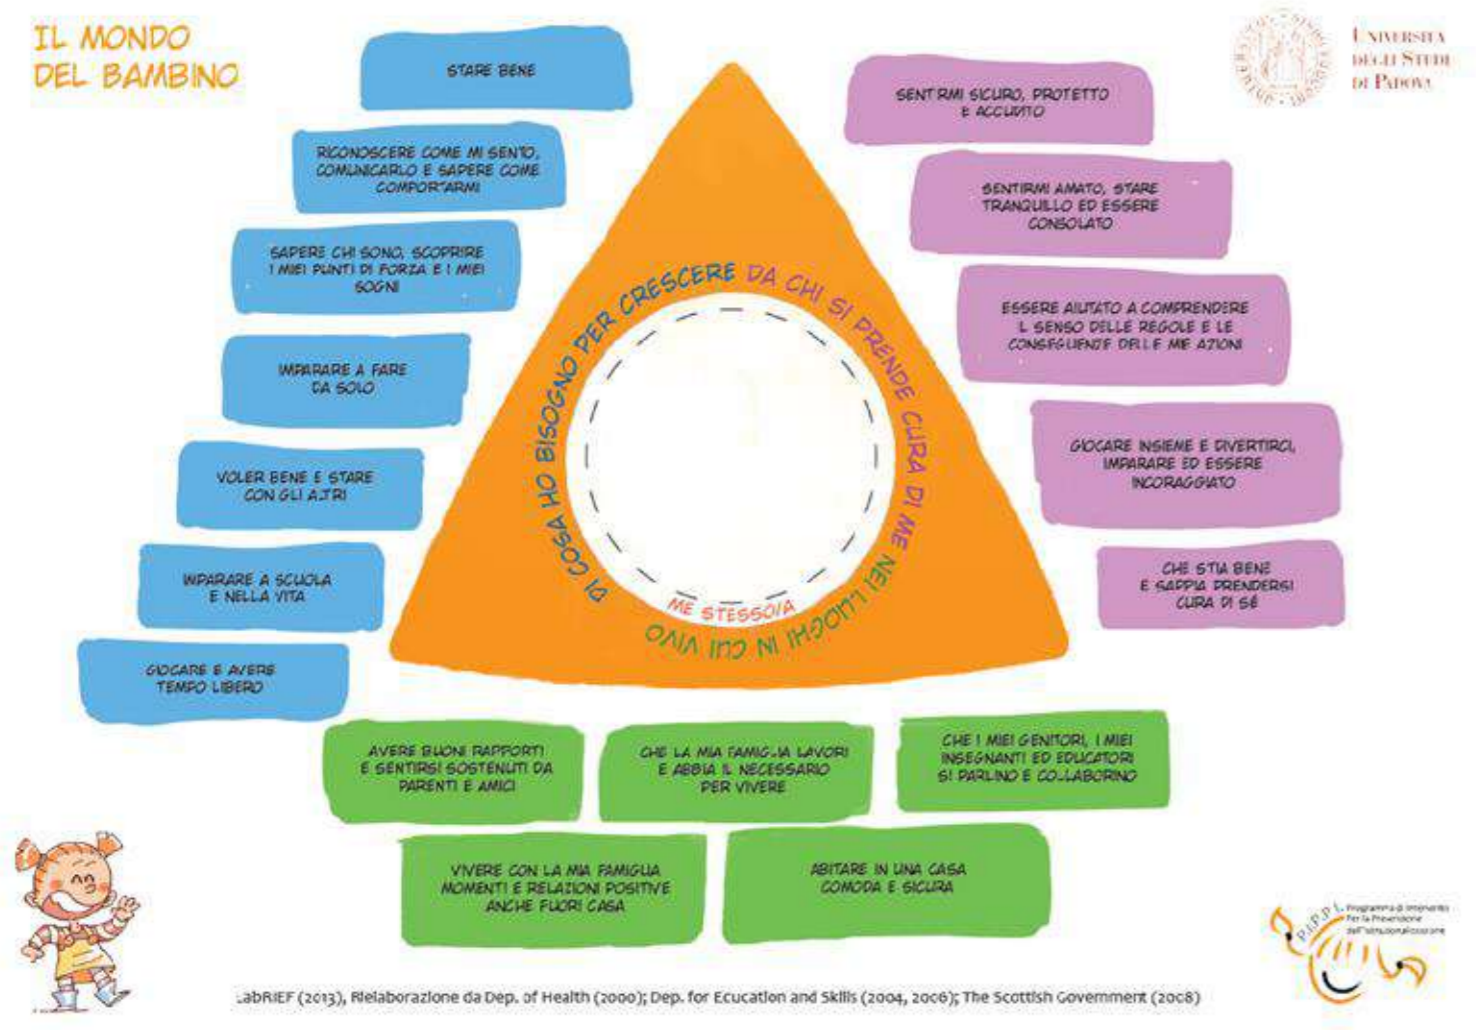 IL MONDO
DEL BAMBINO
UNIVERSITÀ
DEGLI STUDI
DI PADOVA
STARE BENE
RICONOSCERE COME MI SENTO,
COMUNICARLO E SAPERE COME
COMPORTARMI
SAPERE CHI SONO, SCOPRIRE
I MIEI PUNTI DI FORZA E I MIEI
SOGNI
IMPARARE A FARE
DA SOLO
VOLER BENE E STARE
CON GLI ALTRI
IMPARARE A SCUOLA
E NELLA VITA
GIOCARE E AVERE
TEMPO LIBERO
DI COSA HO BISOGNO PER CRESCERE
DA CHI SI PRENDE CURA DI ME
NEI LUOGHI IN CUI VIVO
ME STESSO/A
SENTIRMI SICURO, PROTETTO
E ACCUDITO
SENTIRMI AMATO, STARE
TRANQUILLO ED ESSERE
CONSOLATO
ESSERE AIUTATO A COMPRENDERE
IL SENSO DELLE REGOLE E LE
CONSEGUENZE DELLE MIE AZIONI
GIOCARE INSIEME E DIVERTIRCI,
IMPARARE ED ESSERE
INCORAGGIATO
CHE STIA BENE
E SAPPIA PRENDERSI
CURA DI SÉ
AVERE BUONI RAPPORTI
E SENTIRSI SOSTENUTI DA
PARENTI E AMICI
CHE LA MIA FAMIGLIA LAVORI
E ABBIA IL NECESSARIO
PER VIVERE
CHE I MIEI GENITORI, I MIEI
INSEGNANTI ED EDUCATORI
SI PARLINO E COLLABORINO
VIVERE CON LA MIA FAMIGLIA
MOMENTI E RELAZIONI POSITIVE
ANCHE FUORI CASA
ABITARE IN UNA CASA
COMODA E SICURA
P.I.P.P.I.
Programma di Intervento
Per la Prevenzione
dell'Istituzionalizzazione
LabRIEF (2013), Rielaborazione da Dep. of Health (2000); Dep. for Education and Skills (2004, 2006); The Scottish Government (2008)